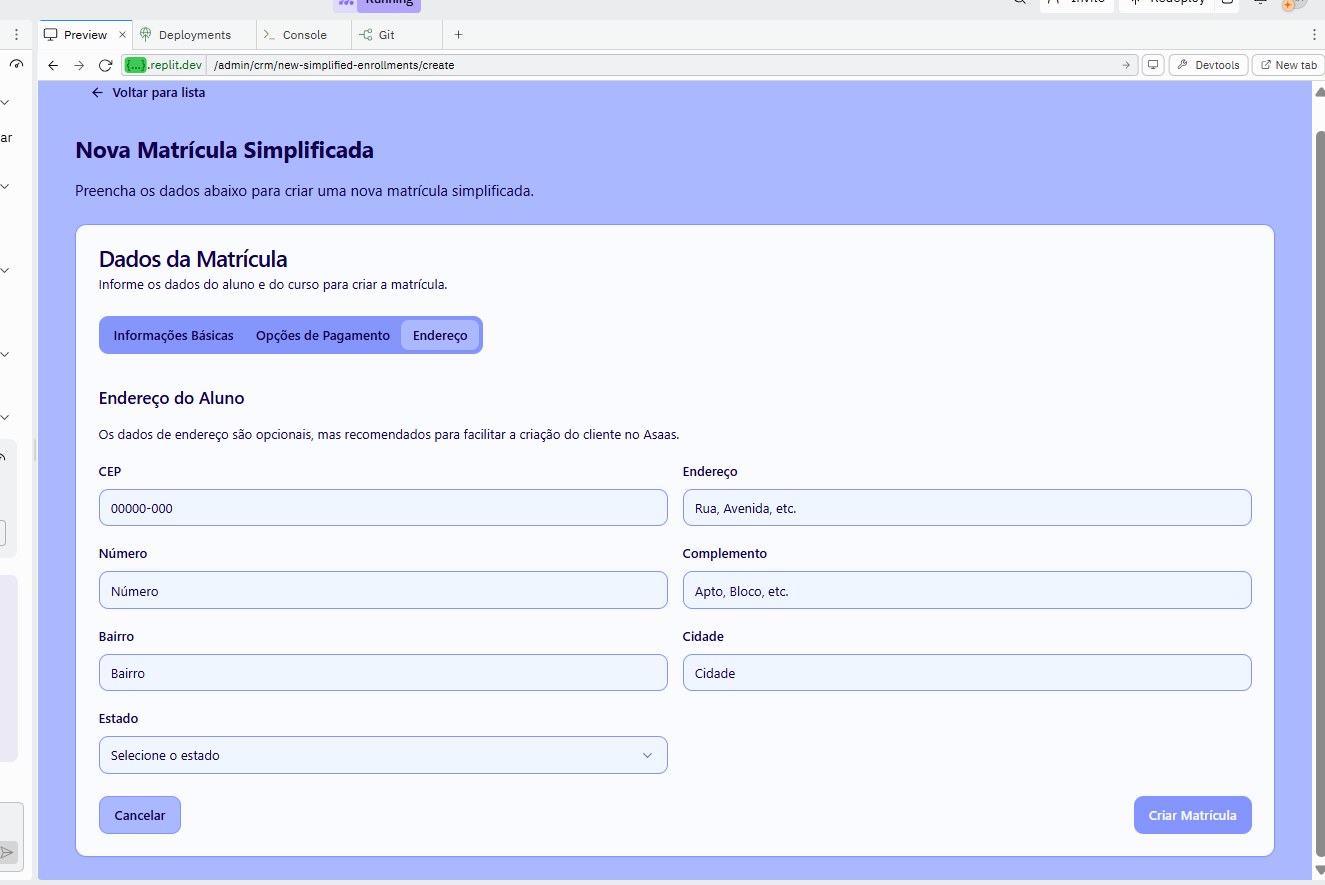 Running
Invite
Redeploy
Preview
Deployments
Console
Git
{...}.replit.dev
/admin/crm/new-simplified-enrollments/create
Devtools
New tab
ar
Voltar para lista
Nova Matrícula Simplificada
Preencha os dados abaixo para criar uma nova matrícula simplificada.
Dados da Matrícula
Informe os dados do aluno e do curso para criar a matrícula.
Informações Básicas
Opções de Pagamento
Endereço
Endereço do Aluno
Os dados de endereço são opcionais, mas recomendados para facilitar a criação do cliente no Asaas.
CEP
00000-000
Endereço
Rua, Avenida, etc.
Número
Número
Complemento
Apto, Bloco, etc.
Bairro
Bairro
Cidade
Cidade
Estado
Selecione o estado
Cancelar
Criar Matrícula